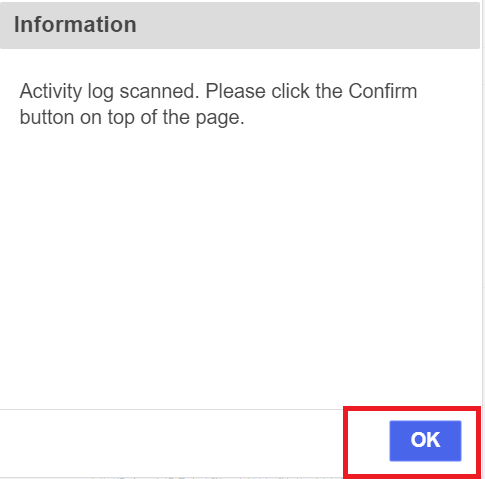 Information
Activity log scanned. Please click the Confirm
button on top of the page.
OK